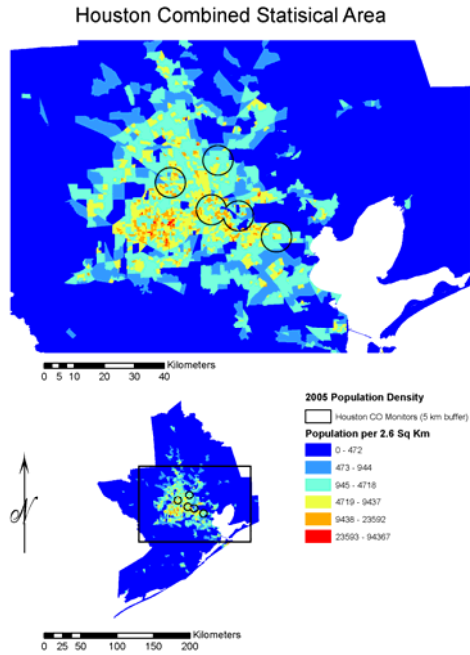 Houston Combined Statisical Area
Kilometers
0 5 10 20 30 40
2005 Population Density
Houston CO Monitors (5 km buffer)
Population per 2.6 Sq Km
0 - 472
473 - 944
945 - 4718
4719 - 9437
9438 - 23592
23593 - 94367
N
Kilometers
0 25 50 100 150 200